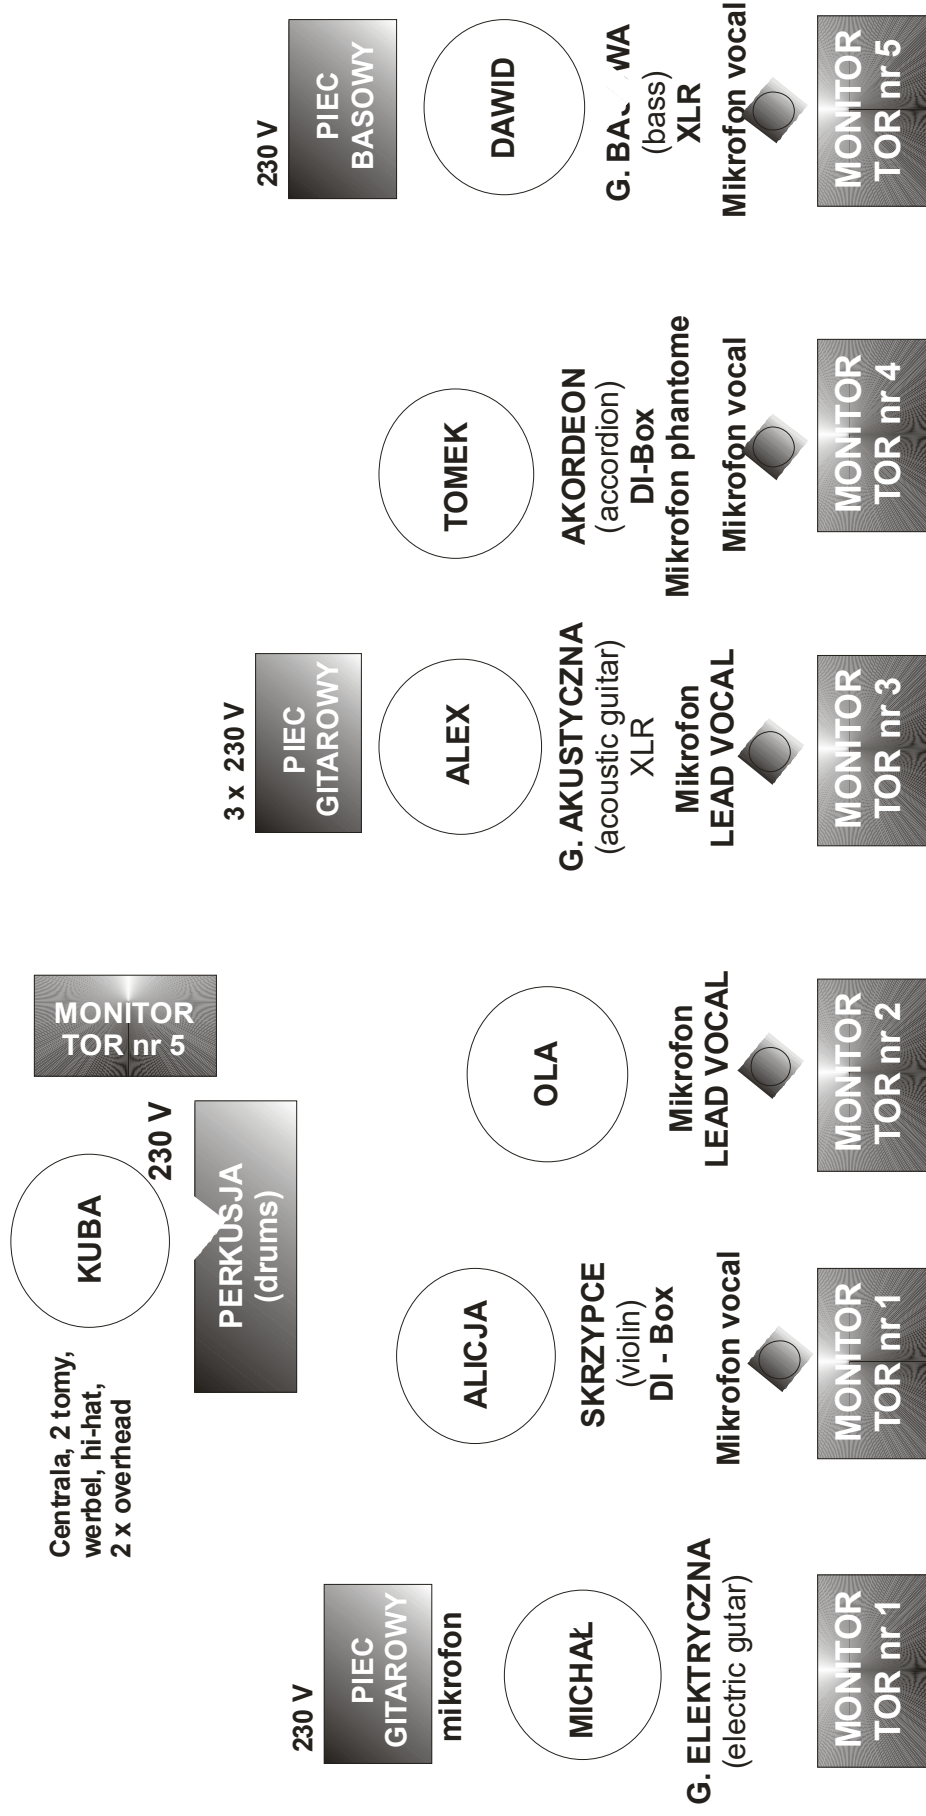 Centrala, 2 tomy,
werbel, hi-hat,
2 x overhead
KUBA
230 V
PERKUSJA
(drums)
MONITOR
TOR nr 5
230 V
PIEC
GITAROWY
mikrofon
MICHAŁ
G. ELEKTRYCZNA
(electric gutar)
MONITOR
TOR nr 1
ALICJA
SKRZYPCE
(violin)
DI - Box
Mikrofon vocal
MONITOR
TOR nr 1
OLA
Mikrofon
LEAD VOCAL
MONITOR
TOR nr 2
3 x 230 V
PIEC
GITAROWY
ALEX
G. AKUSTYCZNA
(acoustic guitar)
XLR
Mikrofon
LEAD VOCAL
MONITOR
TOR nr 3
TOMEK
AKORDEON
(accordion)
DI-Box
Mikrofon phantome
Mikrofon vocal
MONITOR
TOR nr 4
230 V
PIEC
BASOWY
DAWID
G.
(bass)
XLR
Mikrofon vocal
MONITOR
TOR nr 5